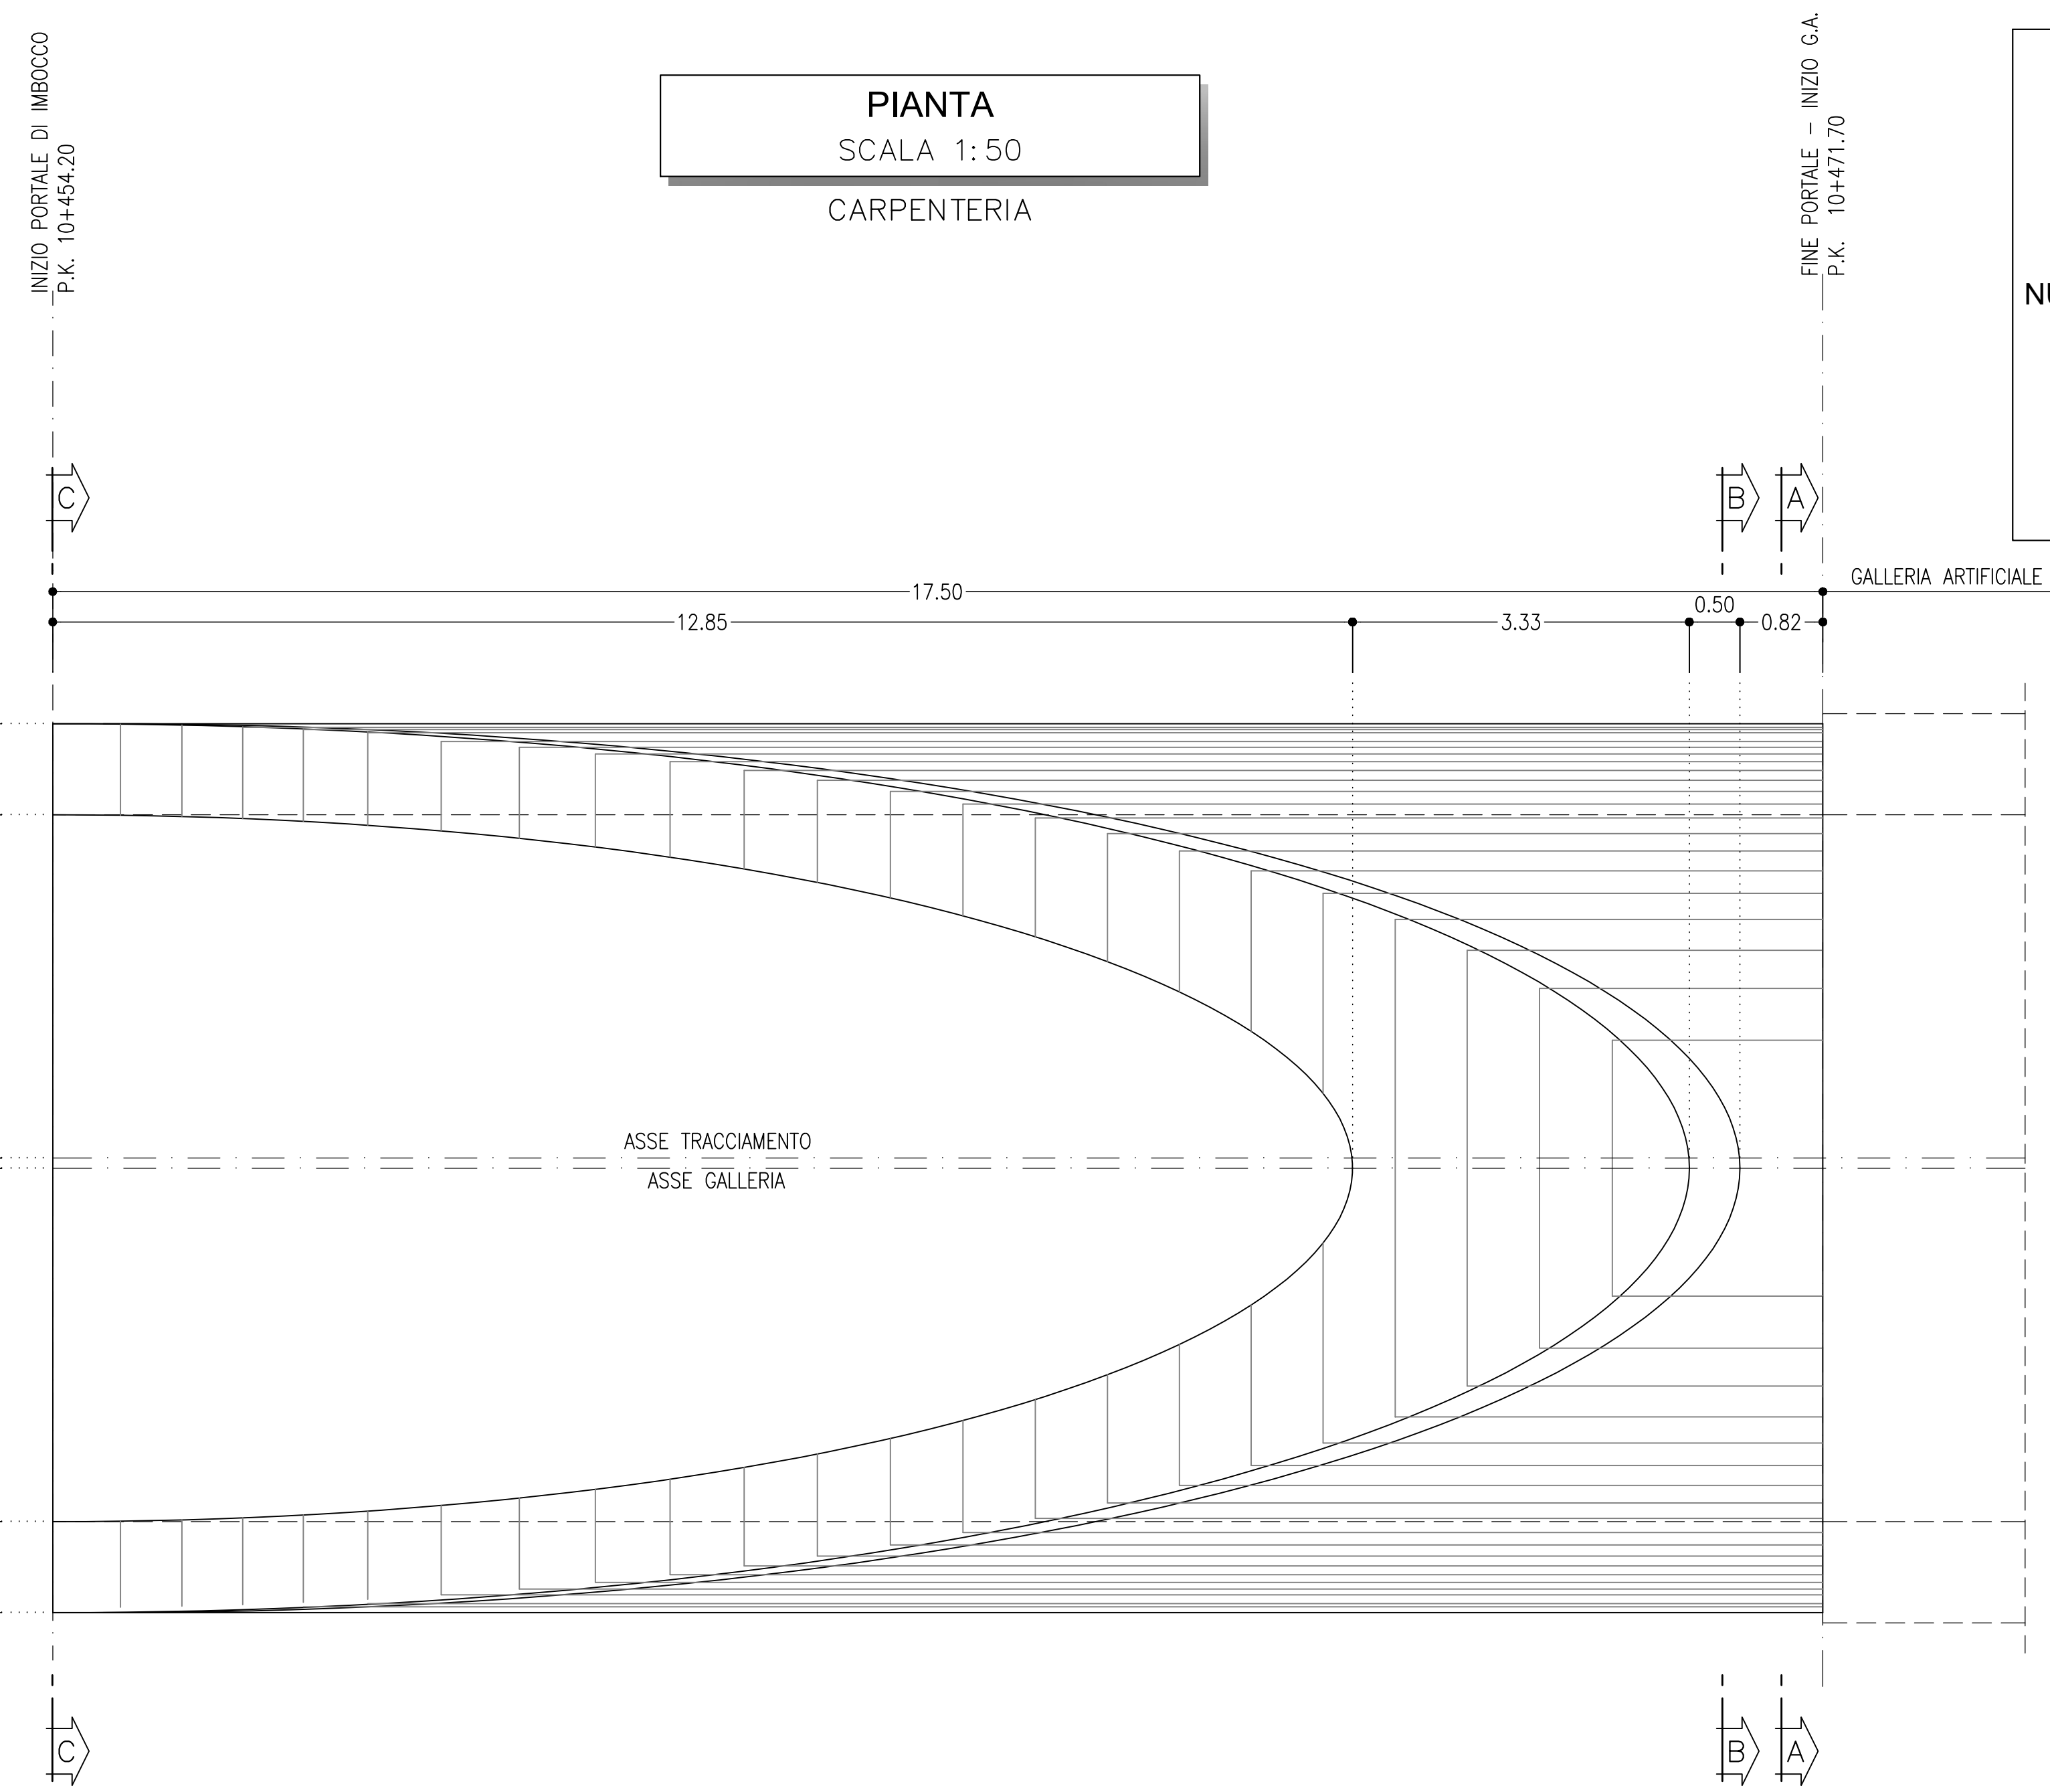 INIZIO PORTALE DI IMBOCCO
P.K. 10+454.20
PIANTA
SCALA 1:50
CARPENTERIA
FINE PORTALE - INIZIO G.A.
P.K. 10+471.70
C
B
A
GALLERIA ARTIFICIALE
17.50
0.50
12.85
3.33
0.82
ASSE TRACCIAMENTO
ASSE GALLERIA
C
B
A